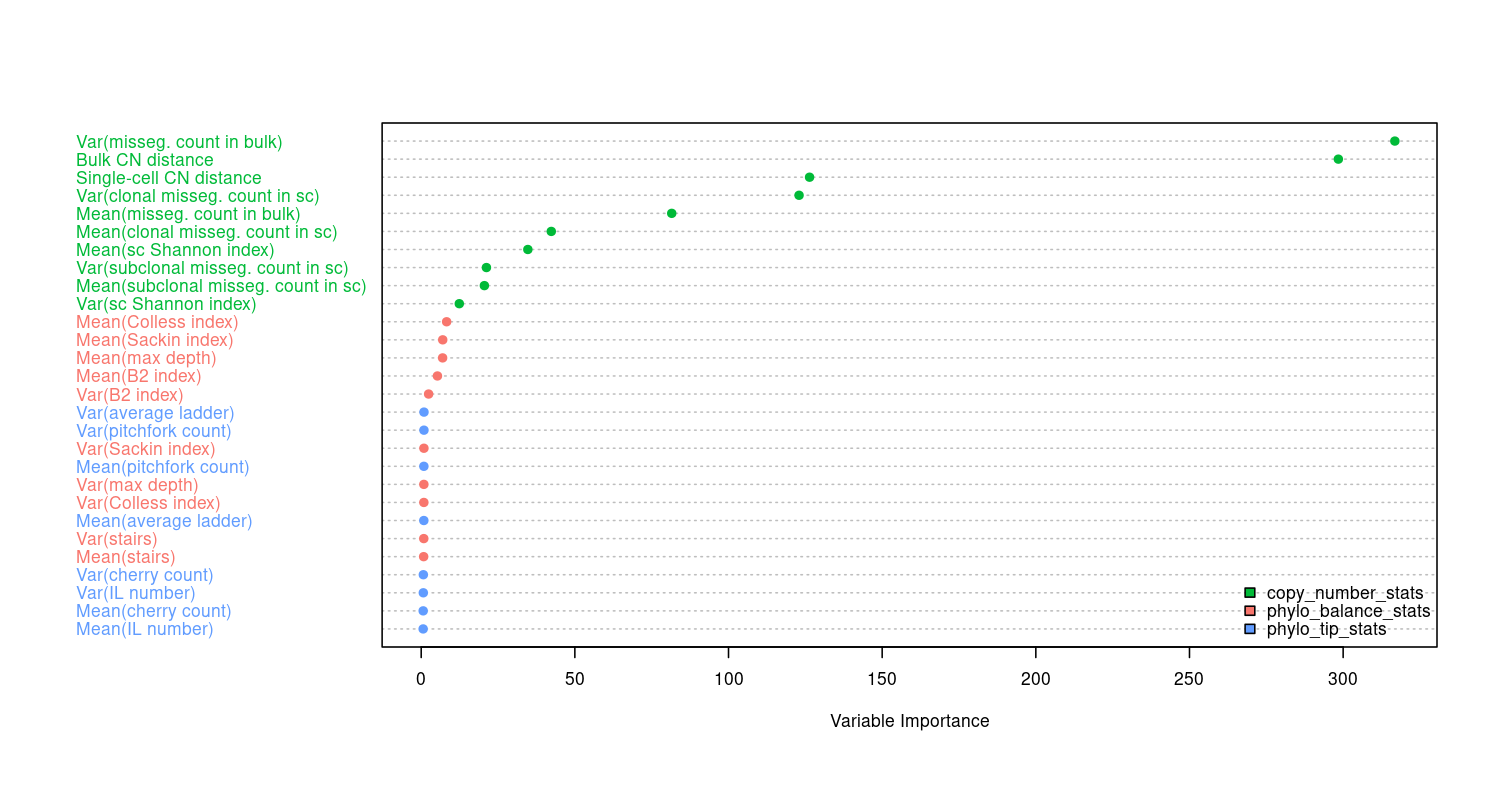 Var(misseg. count in bulk)
Bulk CN distance
Single-cell CN distance
Var(clonal misseg. count in sc)
Mean(misseg. count in bulk)
Mean(clonal misseg. count in sc)
Mean(sc Shannon index)
Var(subclonal misseg. count in sc)
Mean(subclonal misseg. count in sc)
Var(sc Shannon index)
Mean(Colless index)
Mean(Sackin index)
Mean(max depth)
Mean(B2 index)
Var(B2 index)
Var(average ladder)
Var(pitchfork count)
Var(Sackin index)
Mean(pitchfork count)
Var(max depth)
Var(Colless index)
Mean(average ladder)
Var(stairs)
Mean(stairs)
Var(cherry count)
Var(IL number)
Mean(cherry count)
Mean(IL number)
copy_number_stats
phylo_balance_stats
phylo_tip_stats
0 50 100 150 200 250 300
Variable Importance